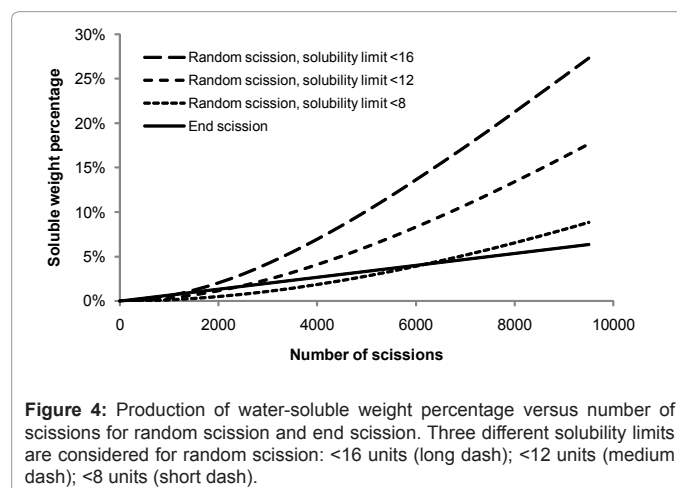 30%
25%
20%
15%
10%
5%
0%
Soluble weight percentage
Random scission, solubility limit <16
Random scission, solubility limit <12
Random scission, solubility limit <8
End scission
0
2000
4000
6000
8000
10000
Number of scissions
Figure 4: Production of water-soluble weight percentage versus number of
scissions for random scission and end scission. Three different solubility limits
are considered for random scission: <16 units (long dash); <12 units (medium
dash); <8 units (short dash).